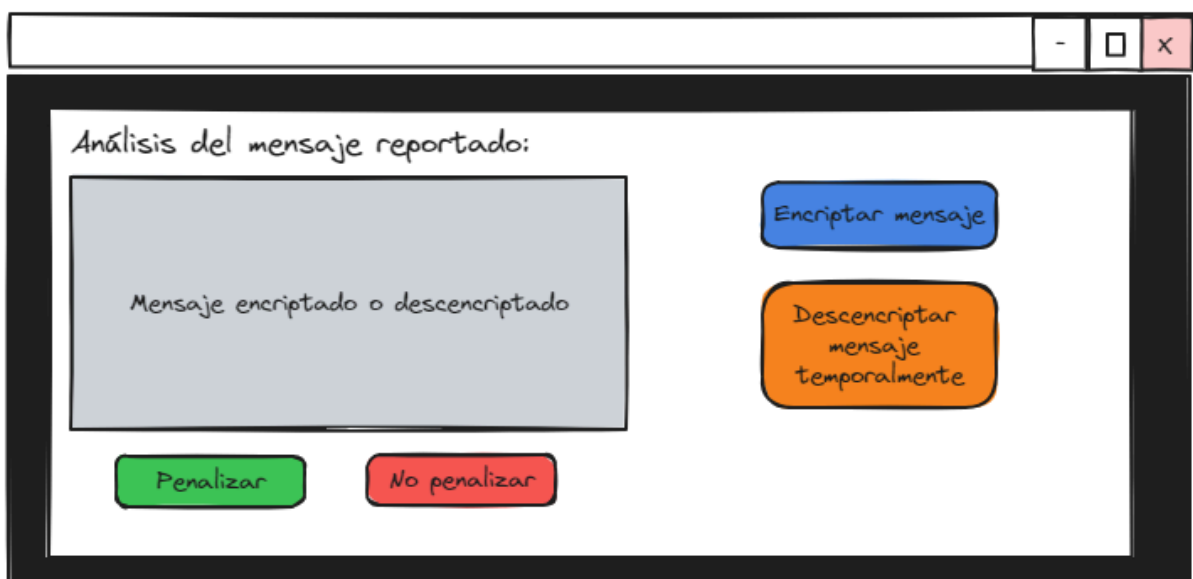 - x
Análisis del mensaje reportado:
Encriptar mensaje
Mensaje encriptado o descencriptado
Descencriptar
mensaje
temporalmente
Penalizar
No penalizar